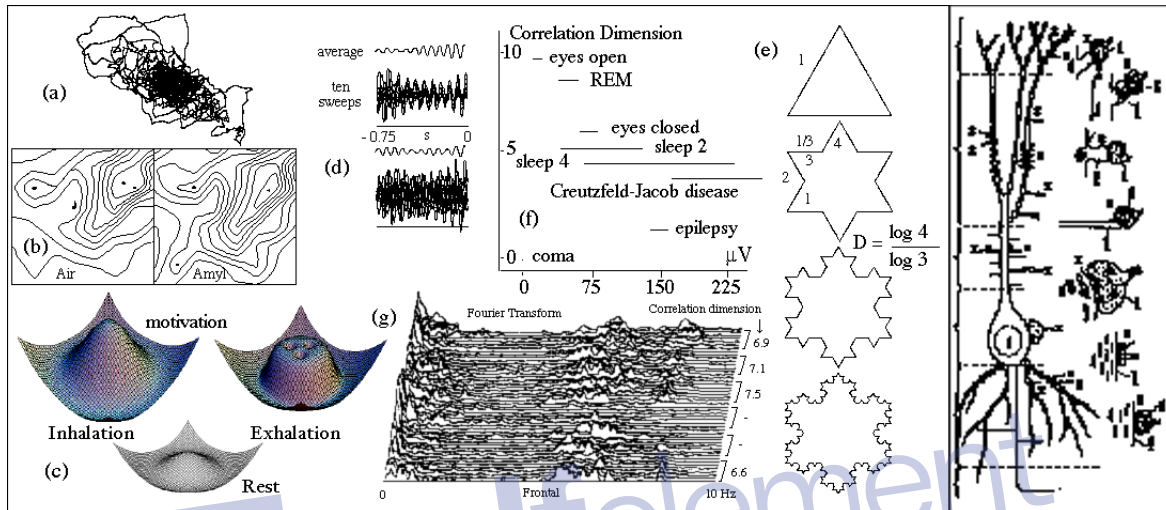 (a)
average
ten
sweeps
-0.75 s 0
(d)
(b)
Air
Amyl
motivation
Inhalation
Exhalation
(c)
Rest
Correlation Dimension
10
eyes open
REM
eyes closed
5
sleep 2
sleep 4
Creutzfeld-Jacob disease
(f)
epilepsy
0
coma
µV
0 75 150 225
(g)
Fourier Transform
Correlation dimension
6.9
7.1
7.5
-
-
6.6
0
Frontal
10 Hz
(e)
1
1/3
4
3
2
1
D = log 4
log 3
felement